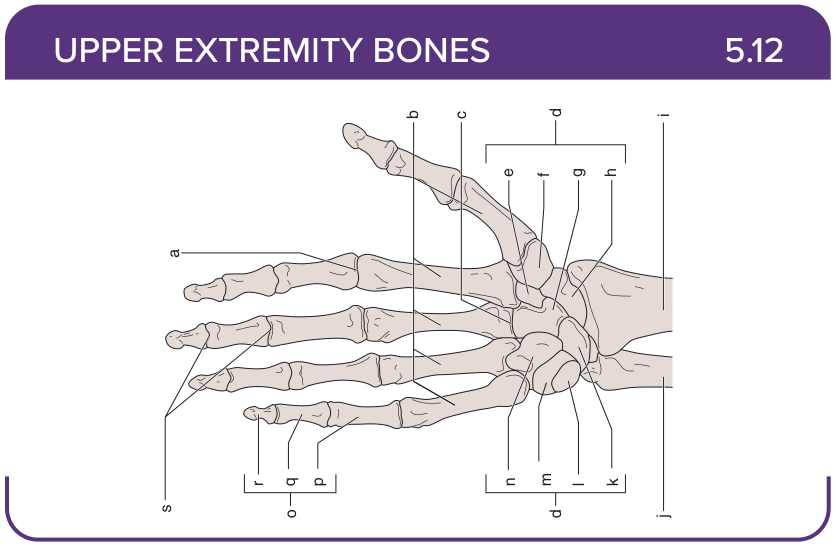 UPPER EXTREMITY BONES 5.12
b c d i
e f g h
a
r q p n m l k
s o d j